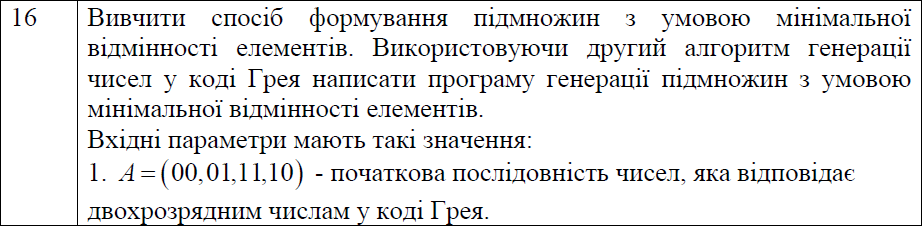 16
Вивчити спосіб формування підмножин з умовою мінімальної
відмінності елементів. Використовуючи другий алгоритм генерації
чисел у коді Грея написати програму генерації підмножин з умовою
мінімальної відмінності елементів.
Вхідні параметри мають такі значення:
1. A=(00,01,11,10) - початкова послідовність чисел, яка відповідає
двохрозрядним числам у коді Грея.